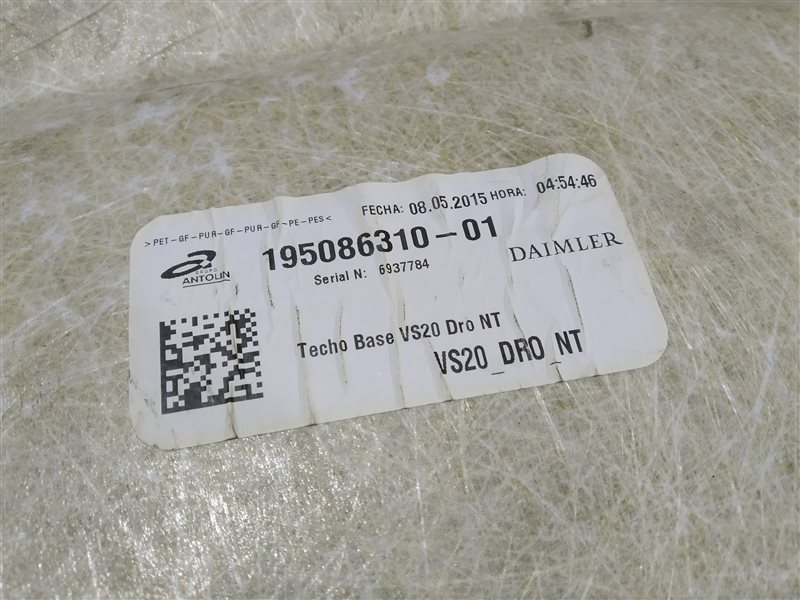 >PET-GF-PUR-GF-PUR-GF-PE-PES<
FECHA: 08.05.2015 HORA: 04:54:46
GRUPO
ANTOLIN
195086310-01
DAIMLER
Serial N: 6937784
Techo Base VS20 Dro NT
VS20_DRO_NT